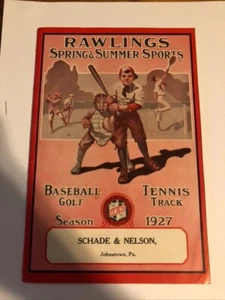 RAWLINGS
SPRING & SUMMER SPORTS
BASEBALL TENNIS
GOLF TRACK
Season 1927
SCHADE & NELSON,
Johnstown, Pa.